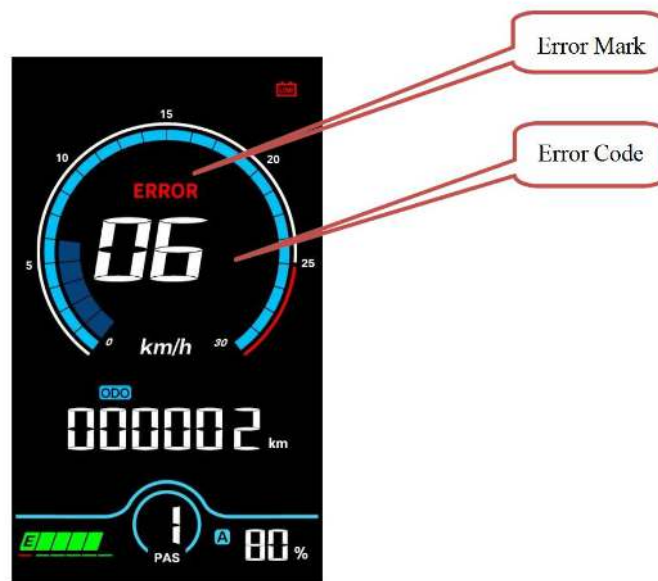 Error Mark
Error Code
LOW
15
10
20
ERROR
06
5
25
0
km/h
30
ODO
000002 km
1
PAS
E
A
80 %